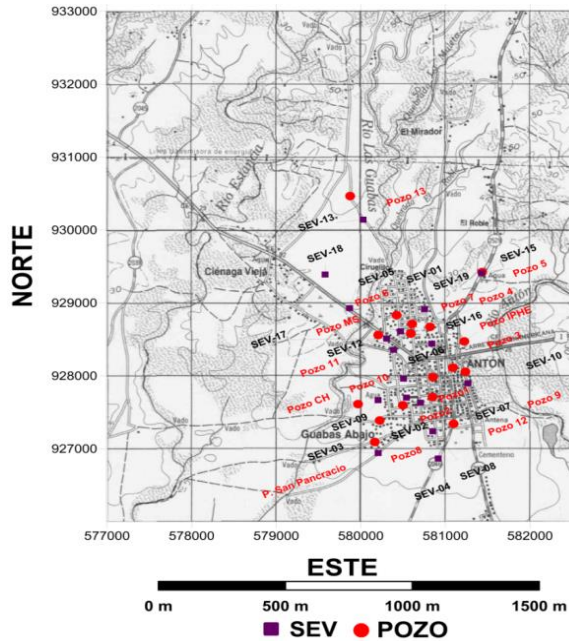 933000
932000
931000
930000
929000
928000
927000
NORTE
577000
578000
579000
580000
581000
582000
ESTE
0 m
500 m
1000 m
1500 m
SEV
POZO
Río Las Guabas
El Mirador
El Roble
Ciénaga Vieja
ANTÓN
Guabas Abajo
Cementerio
Pozo 13
SEV-13
SEV-18
SEV-05
SEV-01
SEV-15
SEV-19
Pozo 5
Pozo 6
Pozo 7
Pozo 4
Pozo MS
SEV-16
Pozo IPHE
SEV-17
SEV-12
SEV-06
Pozo 3
Pozo 11
Pozo 10
SEV-10
Pozo CH
Pozo 9
SEV-09
SEV-02
SEV-07
Pozo 12
SEV-03
Pozo8
P. San Pancracio
SEV-04
SEV-08